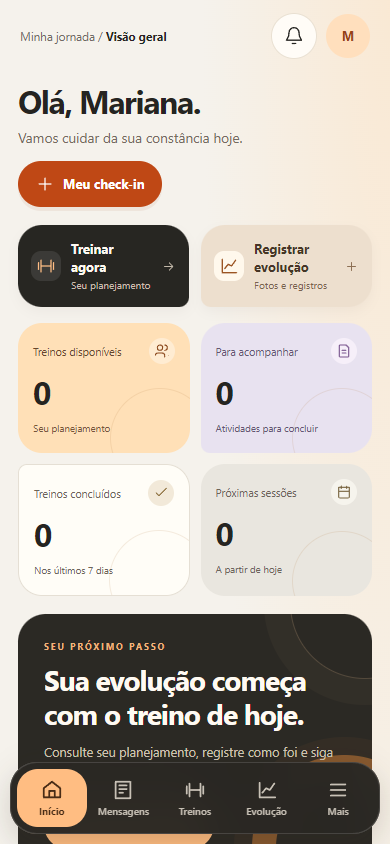 Minha jornada / Visão geral
M
Olá, Mariana.
Vamos cuidar da sua constância hoje.
Meu check-in
Treinar
agora
Seu planejamento
Registrar
evolução
Fotos e registros
Treinos disponíveis
0
Seu planejamento
Para acompanhar
0
Atividades para concluir
Treinos concluídos
0
Nos últimos 7 dias
Próximas sessões
0
A partir de hoje
SEU PRÓXIMO PASSO
Sua evolução começa
com o treino de hoje.
Consulte seu planejamento, registre como foi e siga
Início
Mensagens
Treinos
Evolução
Mais